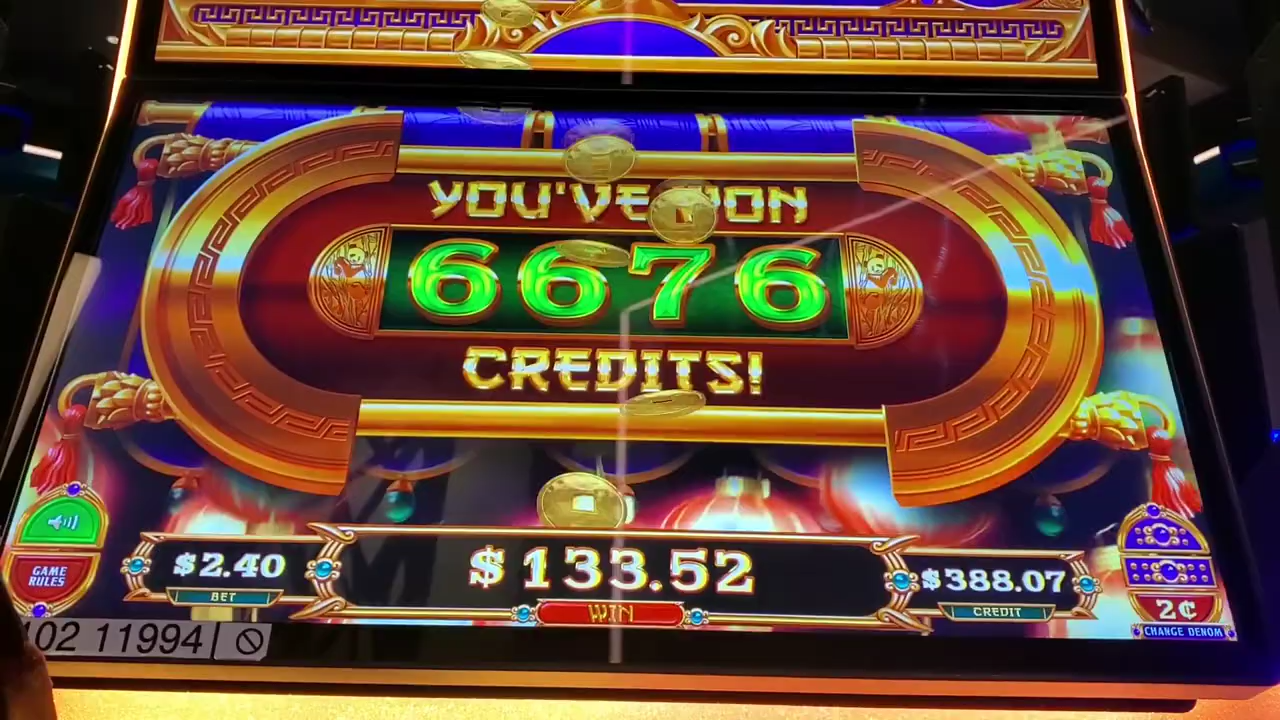 YOU'VE WON
6676
CREDITS!
GAME
RULES
$2.40
BET
$133.52
WIN
$388.07
CREDIT
2¢
CHANGE DENOM
102 11994